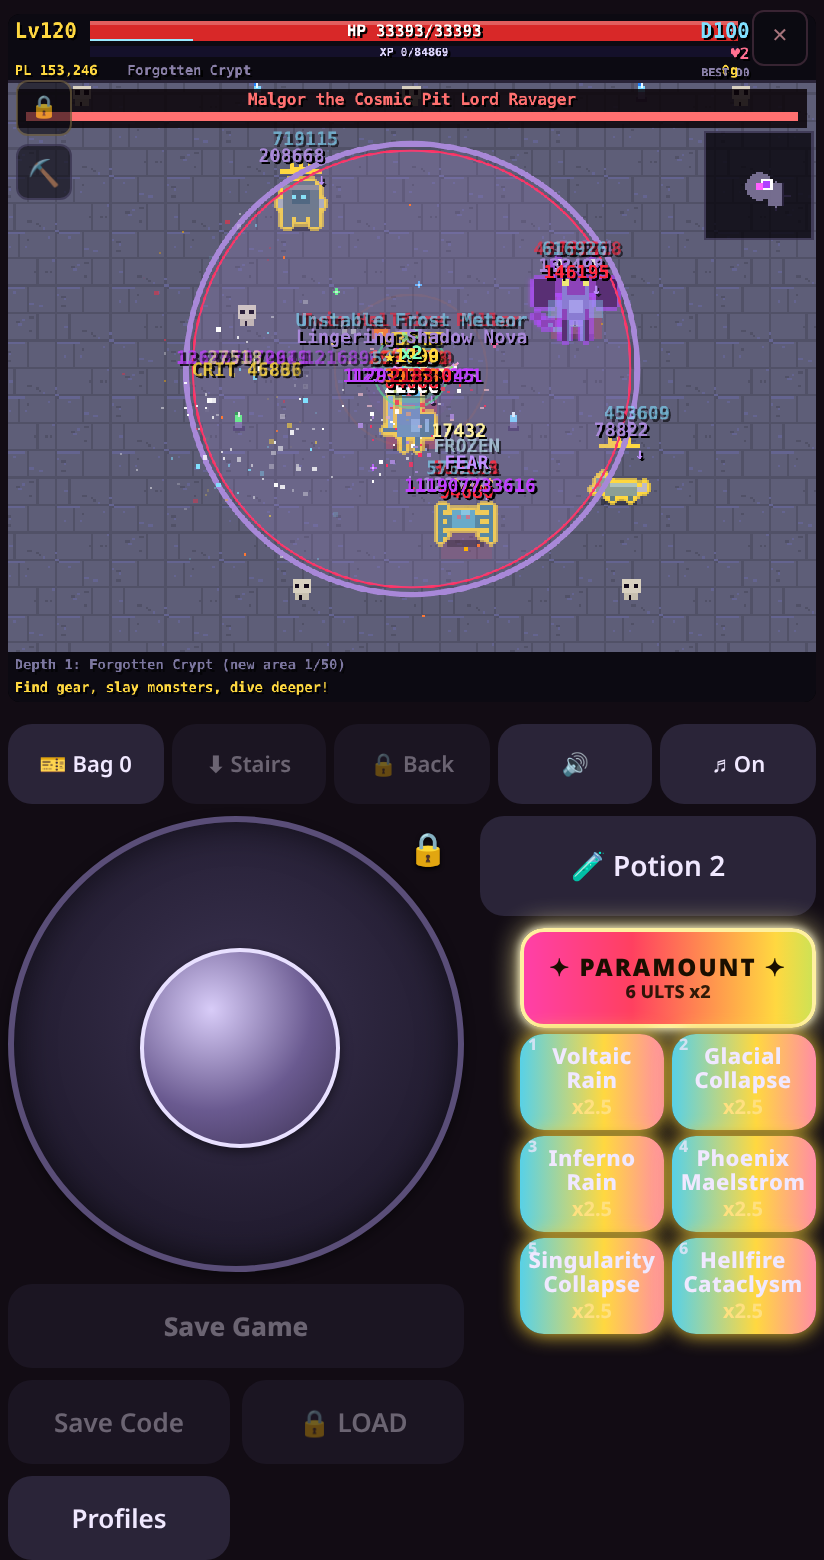 Lv120
HP 33393/33393
D100
×
XP 0/84869
♥2
PL 153,246
Forgotten Crypt
Malgor the Cosmic Pit Lord Ravager
719115
208668
146195
Unstable Frost Meteor
Lingering Shadow Nova
x2
27518
CRIT 46886
453609
78822
17432
FROZEN
FEAR
Depth 1: Forgotten Crypt (new area 1/50)
Find gear, slay monsters, dive deeper!
Bag 0
Stairs
Back
♬ On
Potion 2
✦ PARAMOUNT ✦
6 ULTS x2
1 Voltaic Rain
x2.5
2 Glacial Collapse
x2.5
3 Inferno Rain
x2.5
4 Phoenix Maelstrom
x2.5
5 Singularity Collapse
x2.5
6 Hellfire Cataclysm
x2.5
Save Game
Save Code
LOAD
Profiles